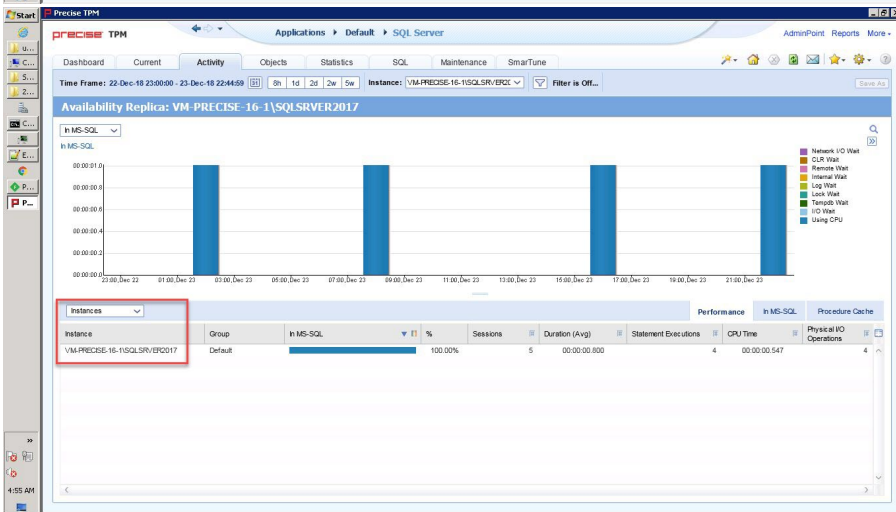 Start
Precise TPM
u...
C...
5...
2...
C...
E...
P...
P...
»
4:55 AM
precise TPM
Applications Default SQL Server
AdminPoint Reports More
Dashboard Current Activity Objects Statistics SQL Maintenance SmarTune
Time Frame: 22-Dec-18 23:00:00 - 23-Dec-18 22:44:59 8h 1d 2d 2w 5w Instance: VM-PRECISE-16-1\SQLSRVER2( Filter is Off... Save As
Availability Replica: VM-PRECISE-16-1\SQLSRVER2017
In MS-SQL
In MS-SQL
00:00:01.0
00:00:00.8
00:00:00.6
00:00:00.4
00:00:00.2
00:00:00.0
23:00, Dec 22 01:00, Dec 23 03:00, Dec 23 05:00, Dec 23 07:00, Dec 23 09:00, Dec 23 11:00, Dec 23 13:00, Dec 23 15:00, Dec 23 17:00, Dec 23 19:00, Dec 23 21:00, Dec 23
Network I/O Wait
CLR Wait
Remote Wait
Internal Wait
Log Wait
Lock Wait
Tempdb Wait
I/O Wait
Using CPU
Instances
Performance In MS-SQL Procedure Cache
Instance Group In MS-SQL % Sessions Duration (Avg) Statement Executions CPU Time Physical I/O Operations
VM-PRECISE-16-1\SQLSRVER2017 Default 100.00% 5 00:00:00.800 4 00:00:00.547 4